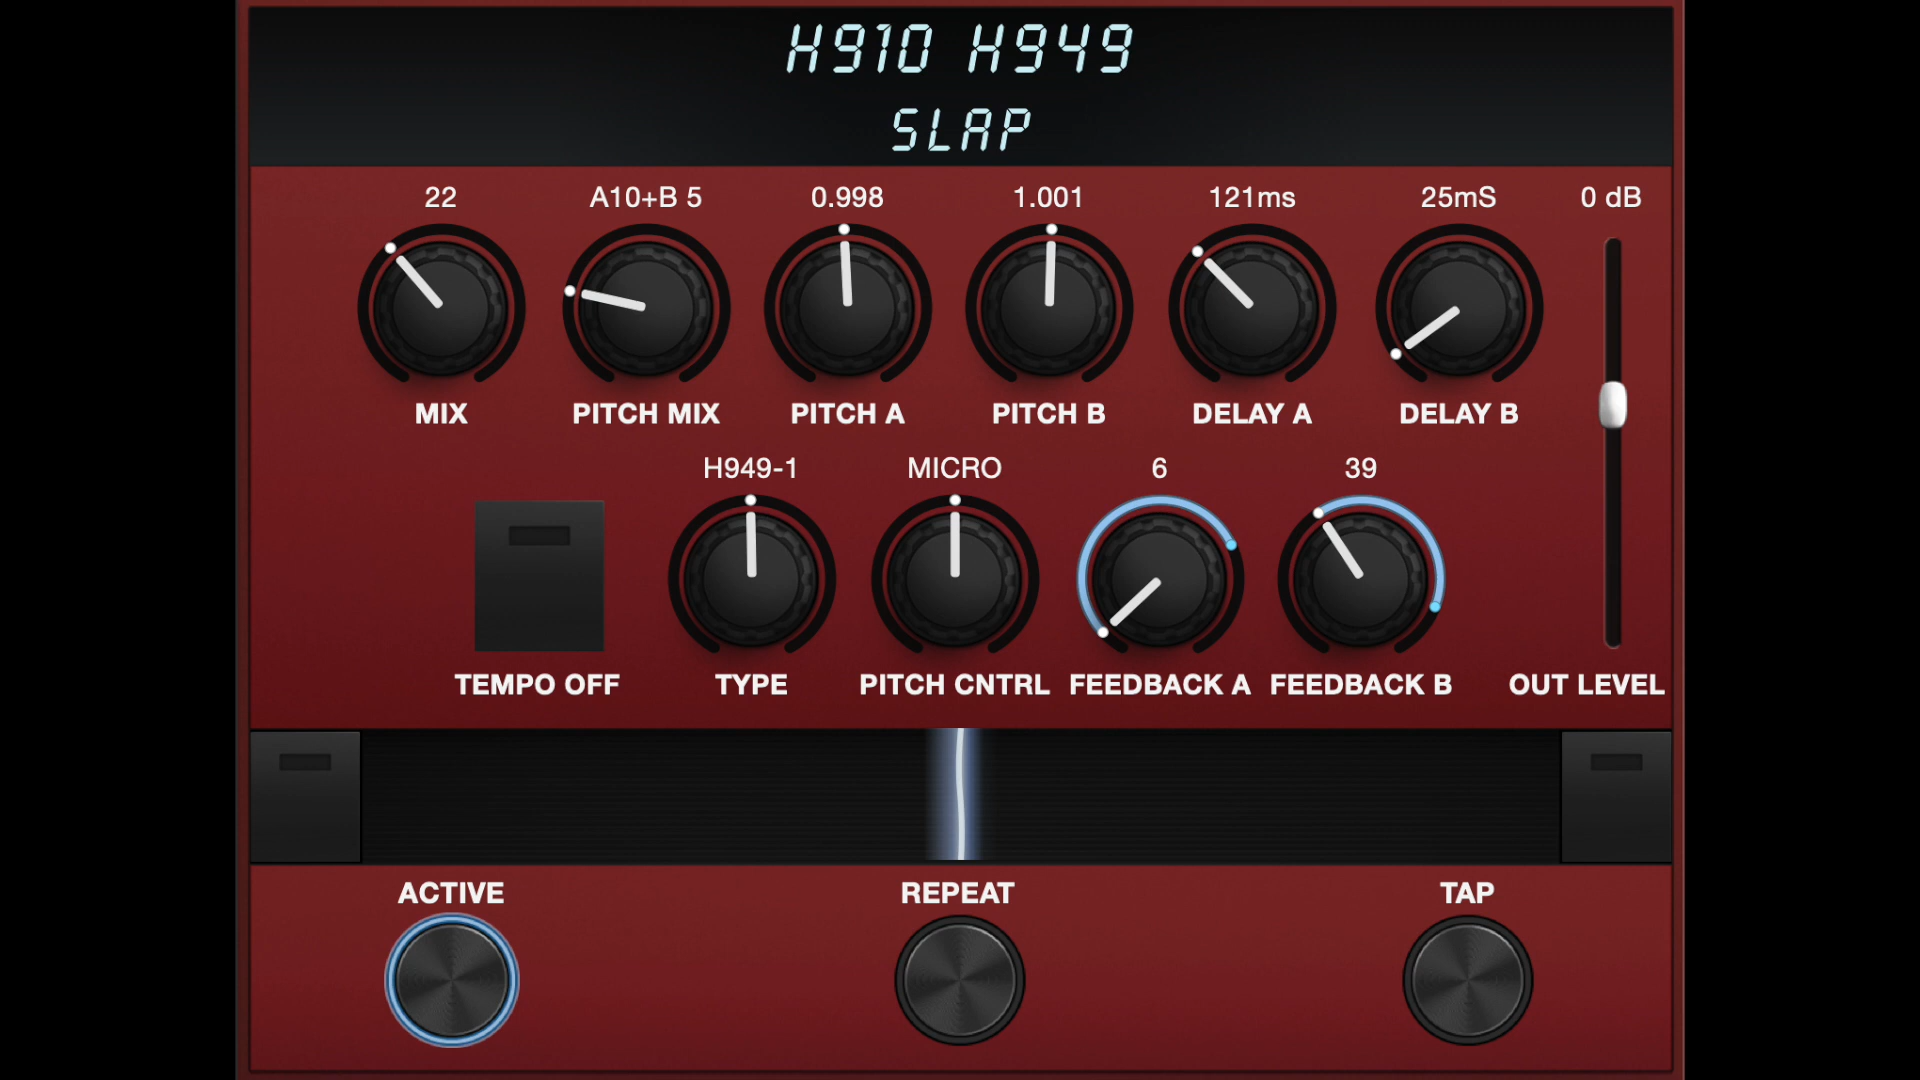 H910 H949
SLAP
22 A10+B 5 0.998 1.001 121ms 25mS 0 dB
MIX PITCH MIX PITCH A PITCH B DELAY A DELAY B
H949-1 MICRO 6 39
TEMPO OFF TYPE PITCH CNTRL FEEDBACK A FEEDBACK B OUT LEVEL
ACTIVE REPEAT TAP